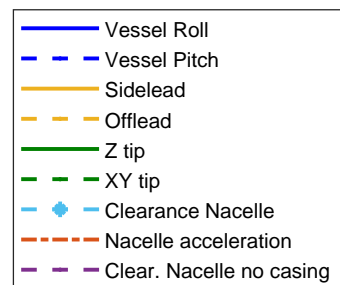 Vessel Roll
Vessel Pitch
Sidelead
Offlead
Z tip
XY tip
Clearance Nacelle
Nacelle acceleration
Clear. Nacelle no casing